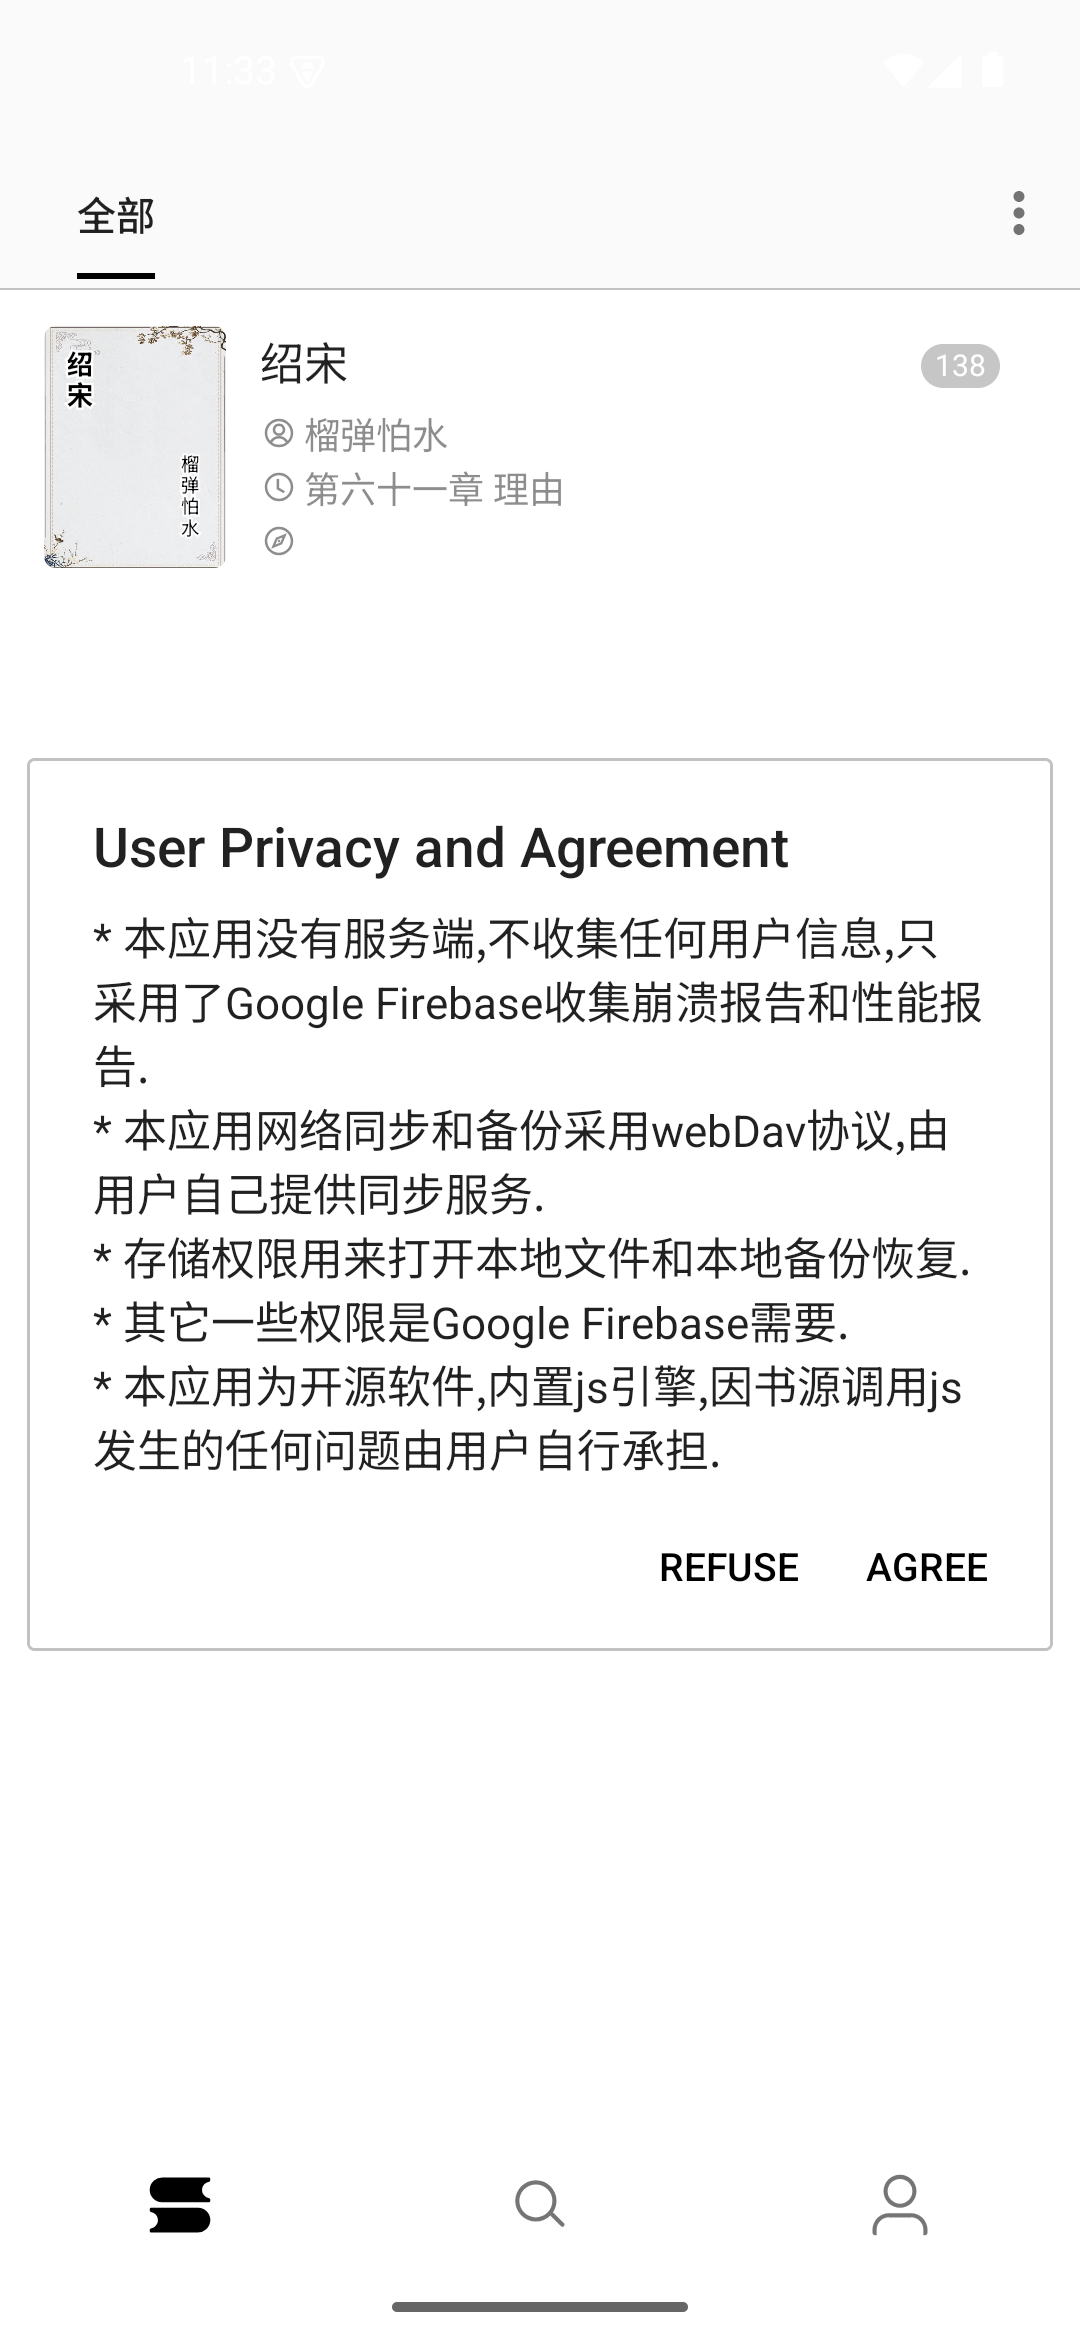 11:33
全部
绍宋
榴弹怕水
绍宋
138
榴弹怕水
第六十一章 理由
User Privacy and Agreement
* 本应用没有服务端,不收集任何用户信息,只
采用了Google Firebase收集崩溃报告和性能报
告.
* 本应用网络同步和备份采用webDav协议,由
用户自己提供同步服务.
* 存储权限用来打开本地文件和本地备份恢复.
* 其它一些权限是Google Firebase需要.
* 本应用为开源软件,内置js引擎,因书源调用js
发生的任何问题由用户自行承担.
REFUSE AGREE